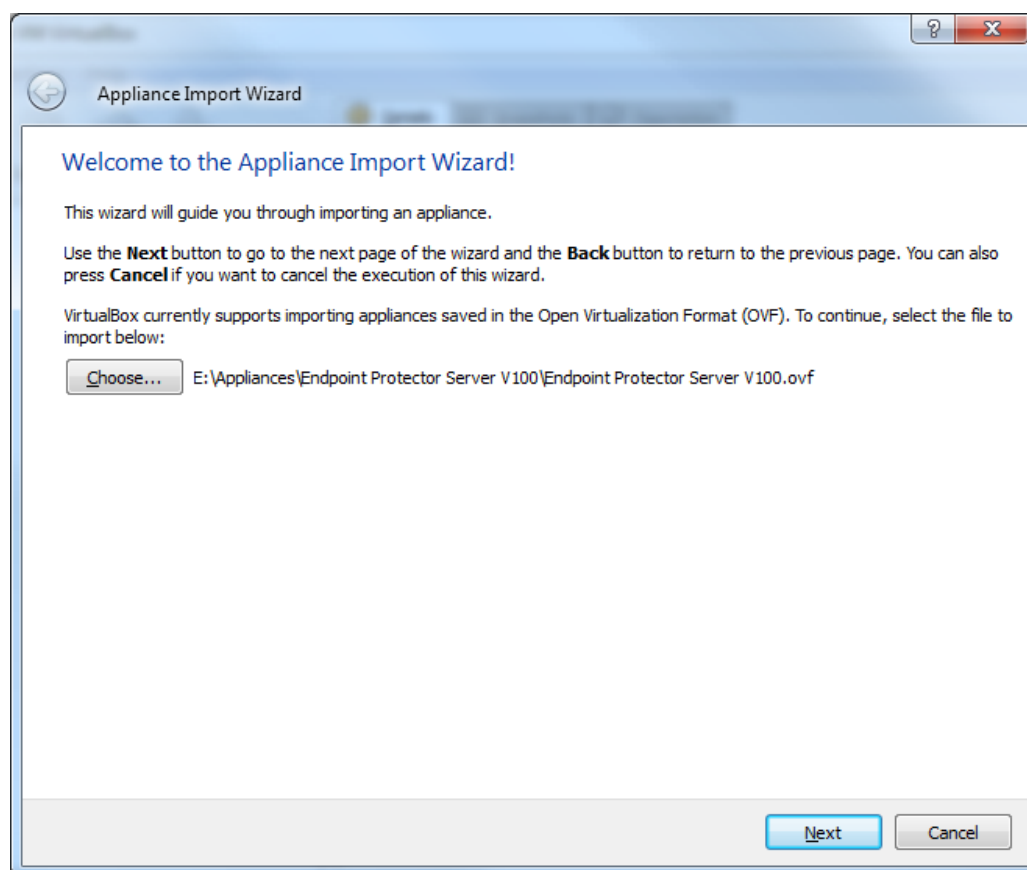 ?
X
Appliance Import Wizard
Welcome to the Appliance Import Wizard!
This wizard will guide you through importing an appliance.
Use the Next button to go to the next page of the wizard and the Back button to return to the previous page. You can also
press Cancel if you want to cancel the execution of this wizard.
VirtualBox currently supports importing appliances saved in the Open Virtualization Format (OVF). To continue, select the file to
import below:
Choose... E:\Appliances\Endpoint Protector Server V100\Endpoint Protector Server V100.ovf
Next Cancel